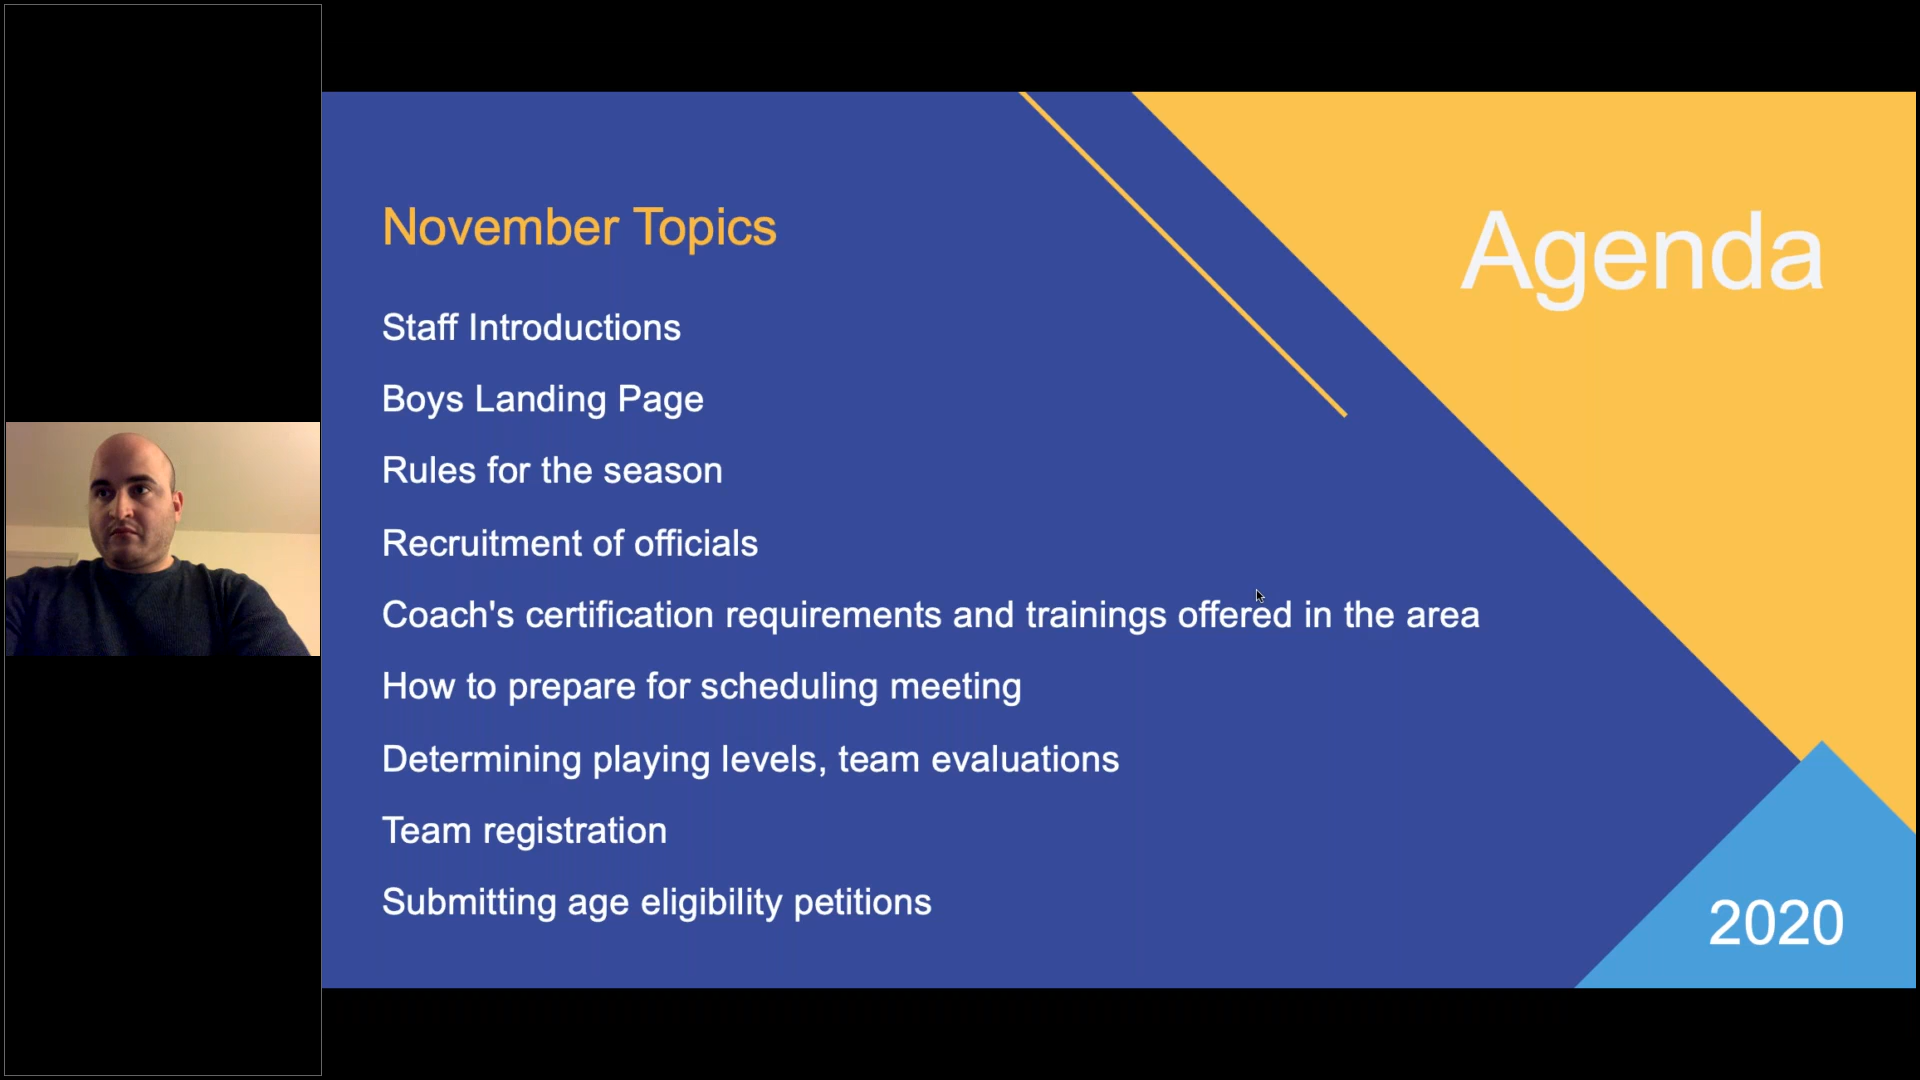 November Topics
Agenda
Staff Introductions
Boys Landing Page
Rules for the season
Recruitment of officials
Coach's certification requirements and trainings offered in the area
How to prepare for scheduling meeting
Determining playing levels, team evaluations
Team registration
Submitting age eligibility petitions
2020